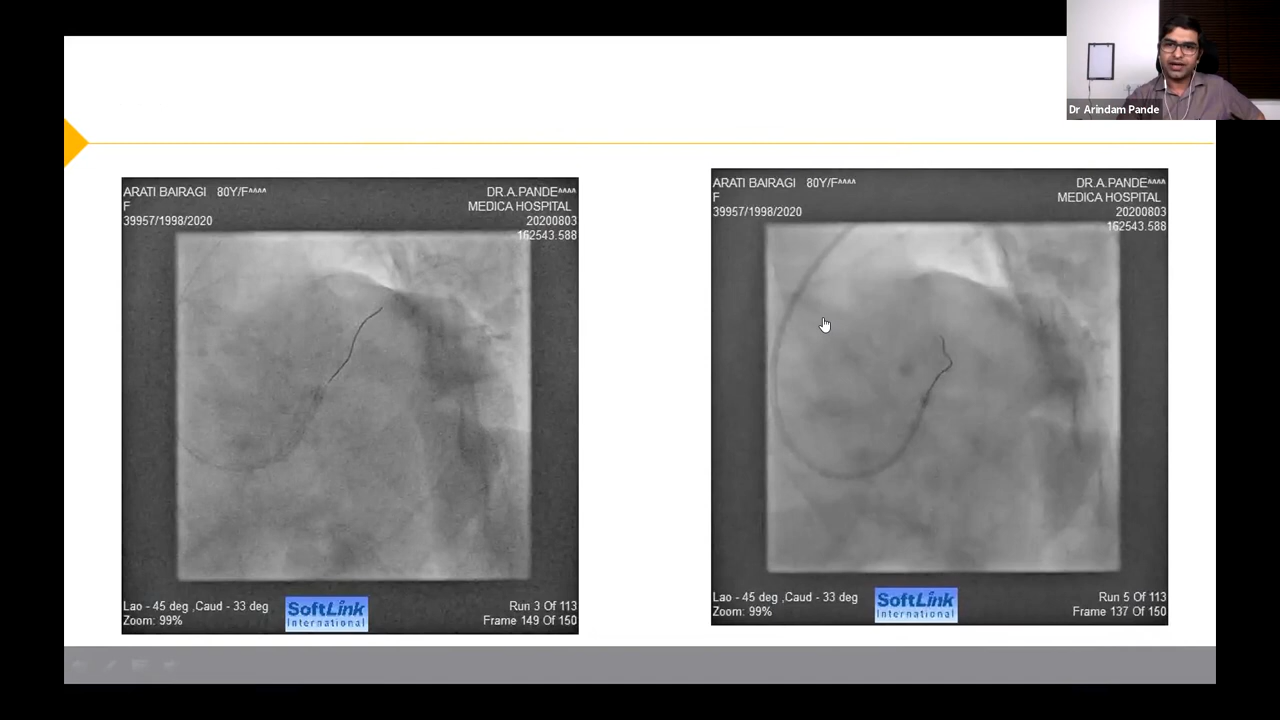 Dr Arindam Pande
ARATI BAIRAGI 80Y/F^^^^
F
39957/1998/2020
DR.A.PANDE^^^^
MEDICA HOSPITAL
20200803
162543.588
Lao - 45 deg ,Caud - 33 deg
Zoom: 99%
SoftLink
International
Run 3 Of 113
Frame 149 Of 150
ARATI BAIRAGI 80Y/F^^^^
F
39957/1998/2020
DR.A.PANDE^^^^
MEDICA HOSPITAL
20200803
162543.588
Lao - 45 deg ,Caud - 33 deg
Zoom: 99%
SoftLink
International
Run 5 Of 113
Frame 137 Of 150